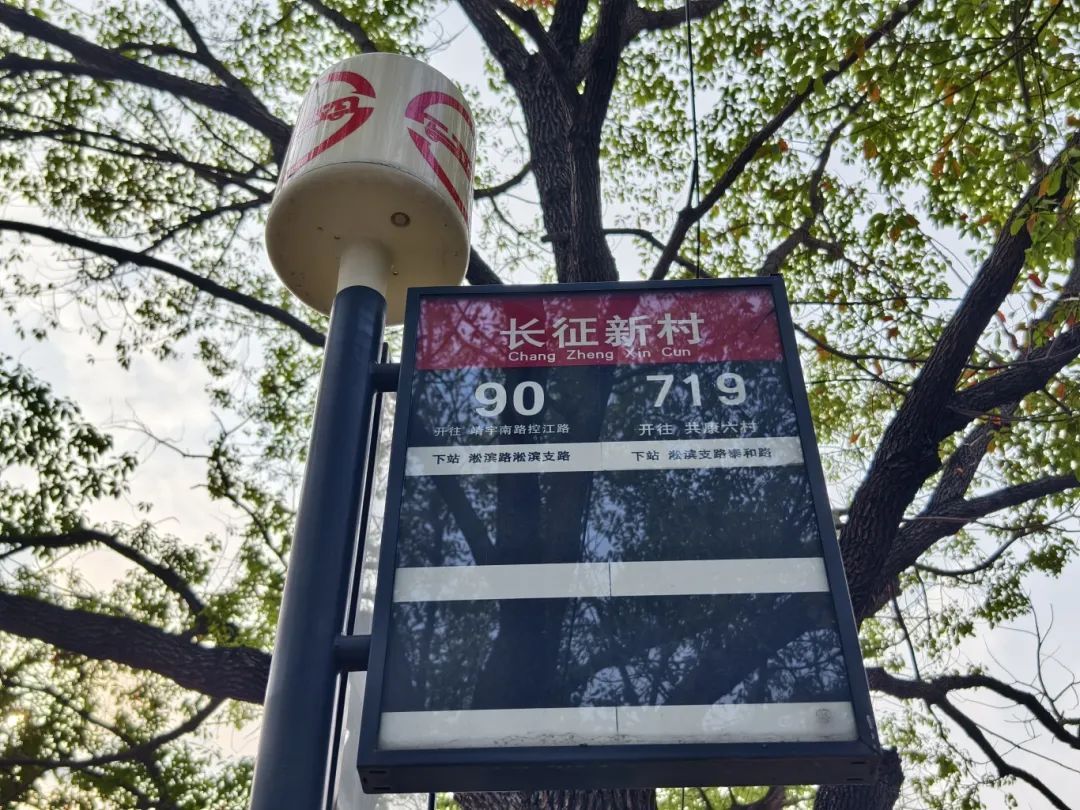 长征新村
Chang Zheng Xin Cun
90
719
开往 靖宇南路控江路
开往 共康六村
下站 淞滨路淞滨支路
下站 淞滨支路泰和路